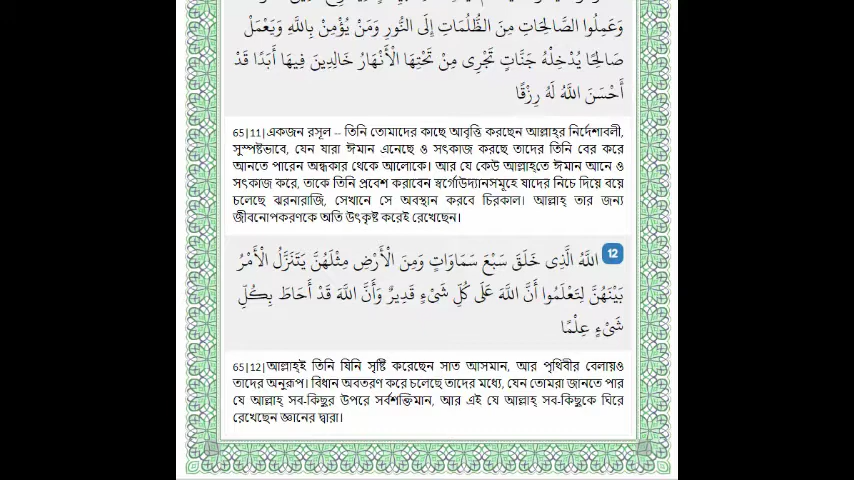 وَعَمِلُوا الصَّالِحَاتِ مِنَ الظُّلُمَاتِ إِلَى النُّورِ وَمَنْ يُؤْمِنْ بِاللَّهِ وَيَعْمَلْ
صَالِحًا يُدْخِلْهُ جَنَّاتٍ تَجْرِى مِنْ تَحْتِهَا الْأَنْهَارُ خَالِدِينَ فِيهَا أَبَدًا قَدْ
أَحْسَنَ اللَّهُ لَهُ رِزْقًا
65|11|একজন রসূল -- তিনি তোমাদের কাছে আবৃত্তি করছেন আল্লাহ্‌র নির্দেশাবলী,
সুস্পষ্টভাবে, যেন যারা ঈমান এনেছে ও সৎকাজ করছে তাদের তিনি বের করে
আনতে পারেন অন্ধকার থেকে আলোকে। আর যে কেউ আল্লাহ্‌তে ঈমান আনে ও
সৎকাজ করে, তাকে তিনি প্রবেশ করাবেন স্বর্গোউদ্যানসমূহে যাদের নিচে দিয়ে বয়ে
চলেছে ঝরনারাজি, সেখানে সে অবস্থান করবে চিরকাল। আল্লাহ্ তার জন্য
জীবনোপকরণকে অতি উৎকৃষ্ট করেই রেখেছেন।
12 اللَّهُ الَّذِى خَلَقَ سَبْعَ سَمَاوَاتٍ وَمِنَ الْأَرْضِ مِثْلَهُنَّ يَتَنَزَّلُ الْأَمْرُ
بَيْنَهُنَّ لِتَعْلَمُوا أَنَّ اللَّهَ عَلَى كُلِّ شَىْءٍ قَدِيرٌ وَأَنَّ اللَّهَ قَدْ أَحَاطَ بِكُلِّ
شَىْءٍ عِلْمًا
65|12|আল্লাহ্‌ই তিনি যিনি সৃষ্টি করেছেন সাত আসমান, আর পৃথিবীর বেলায়ও
তাদের অনুরূপ। বিধান অবতরণ করে চলেছে তাদের মধ্যে, যেন তোমরা জানতে পার
যে আল্লাহ্ সব-কিছুর উপরে সর্বশক্তিমান, আর এই যে আল্লাহ্ সব-কিছুকে ঘিরে
রেখেছেন জ্ঞানের দ্বারা।